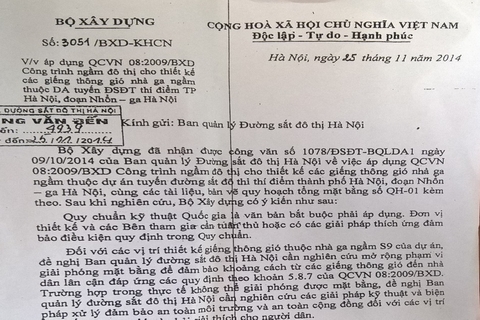 BỘ XÂY DỰNG
CỘNG HOÀ XÃ HỘI CHỦ NGHĨA VIỆT NAM
Độc lập - Tự do - Hạnh phúc
SỐ: 3051 /BXD-KHCN
Hà Nội, ngày 25 tháng 11 năm 2014
V/v áp dụng QCVN 08:2009/BXD
Công trình ngầm đô thị cho thiết kế
các giếng thông gió nhà ga ngầm
thuộc DA tuyến ĐSĐT thí điểm TP
Hà Nội, đoạn Nhổn - ga Hà Nội
ĐƯỜNG SẮT ĐÔ THỊ HÀ NỘI
NG VĂN ĐẾN
4939
Kính gửi: Ban quản lý Đường sắt đô thị Hà Nội
Bộ Xây dựng đã nhận được công văn số 1078/ĐSĐT-BQLDA1 ngày
09/10/2014 của Ban quản lý Đường sắt đô thị Hà Nội về việc áp dụng QCVN
08:2009/BXD Công trình ngầm đô thị cho thiết kế các giếng thông gió nhà ga
ngầm thuộc dự án tuyến đường sắt đô thị thí điểm thành phố Hà Nội, đoạn Nhổn
- ga Hà Nội, cùng các tài liệu, bản vẽ quy hoạch tổng mặt bằng số QH-01 kèm
theo. Sau khi nghiên cứu, Bộ Xây dựng có ý kiến như sau:
Quy chuẩn kỹ thuật Quốc gia là văn bản bắt buộc phải áp dụng. Đơn vị
thiết kế và các Bên tham gia cần tuân thủ hoặc có các giải pháp thích ứng đảm
bảo điều kiện quy định trong Quy chuẩn.
Đối với các vị trí thiết kế giếng thông gió thuộc nhà ga ngầm S9 của dự án,
đề nghị Ban quản lý đường sắt đô thị Hà Nội cần nghiên cứu mở rộng phạm vi
giải phóng mặt bằng để đảm bảo khoảng cách từ các giếng thông gió đến nhà
dân lân cận đáp ứng các quy định theo khoản 5.8.7 của QCVN 08:2009/BXD.
Trường hợp trong thực tế không thể giải phóng được mặt bằng, đề nghị Ban
quản lý đường sắt đô thị Hà Nội cần nghiên cứu các giải pháp kỹ thuật và biện
pháp xử lý đảm bảo an toàn môi trường và an toàn cộng đồng đối với các vị trí
giải thích cho người dân.